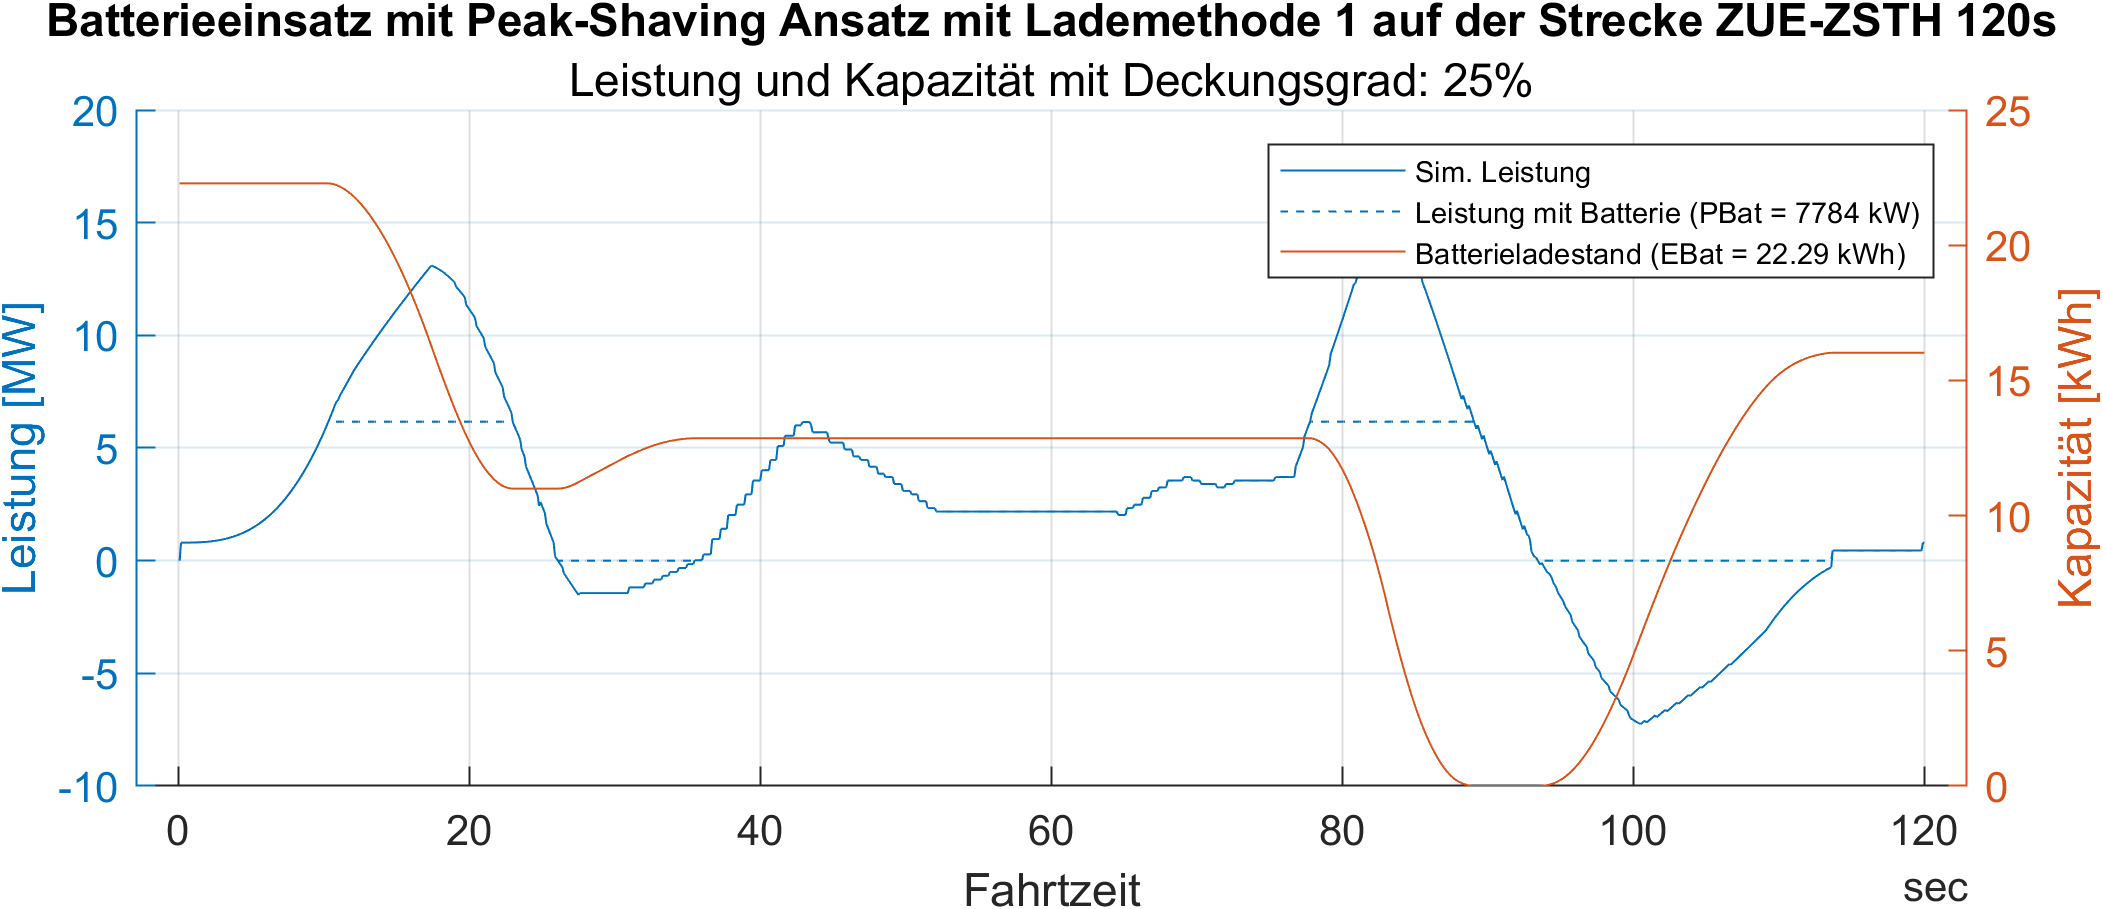 Batterieeinsatz mit Peak-Shaving Ansatz mit Lademethode 1 auf der Strecke ZUE-ZSTH 120s
Leistung und Kapazität mit Deckungsgrad: 25%
Leistung [MW]
20
15
10
5
0
-5
-10
Sim. Leistung
Leistung mit Batterie (PBat = 7784 kW)
Batterieladestand (EBat = 22.29 kWh)
25
20
15
10
5
0
Kapazität [kWh]
0 20 40 60 80 100 120
Fahrtzeit
sec